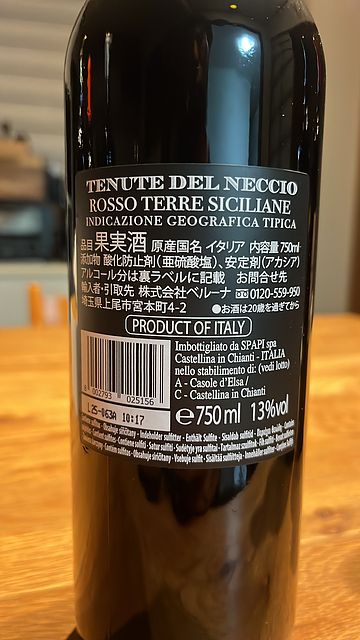 TENUTE DEL NECCIO
ROSSO TERRE SICILIANE
INDICAZIONE GEOGRAFICA TIPICA
品目 果実酒 原産国名 イタリア 内容量 750ml
添加物 酸化防止剤(亜硫酸塩)、安定剤(アカシア)
アルコール分は裏ラベルに記載 お問合せ先
輸入者・引取先 株式会社ベルーナ 0120-559-950
埼玉県上尾市宮本町4-2 ●お酒は20歳を過ぎてから
PRODUCT OF ITALY
Imbottigliato da SPAPI spa
Castellina in Chianti - ITALIA
nello stabilimento di: (vedi lotto)
A - Casole d'Elsa /
C - Castellina in Chianti
8 002793 025156
L25-063A 10:17
e 750 ml 13%vol